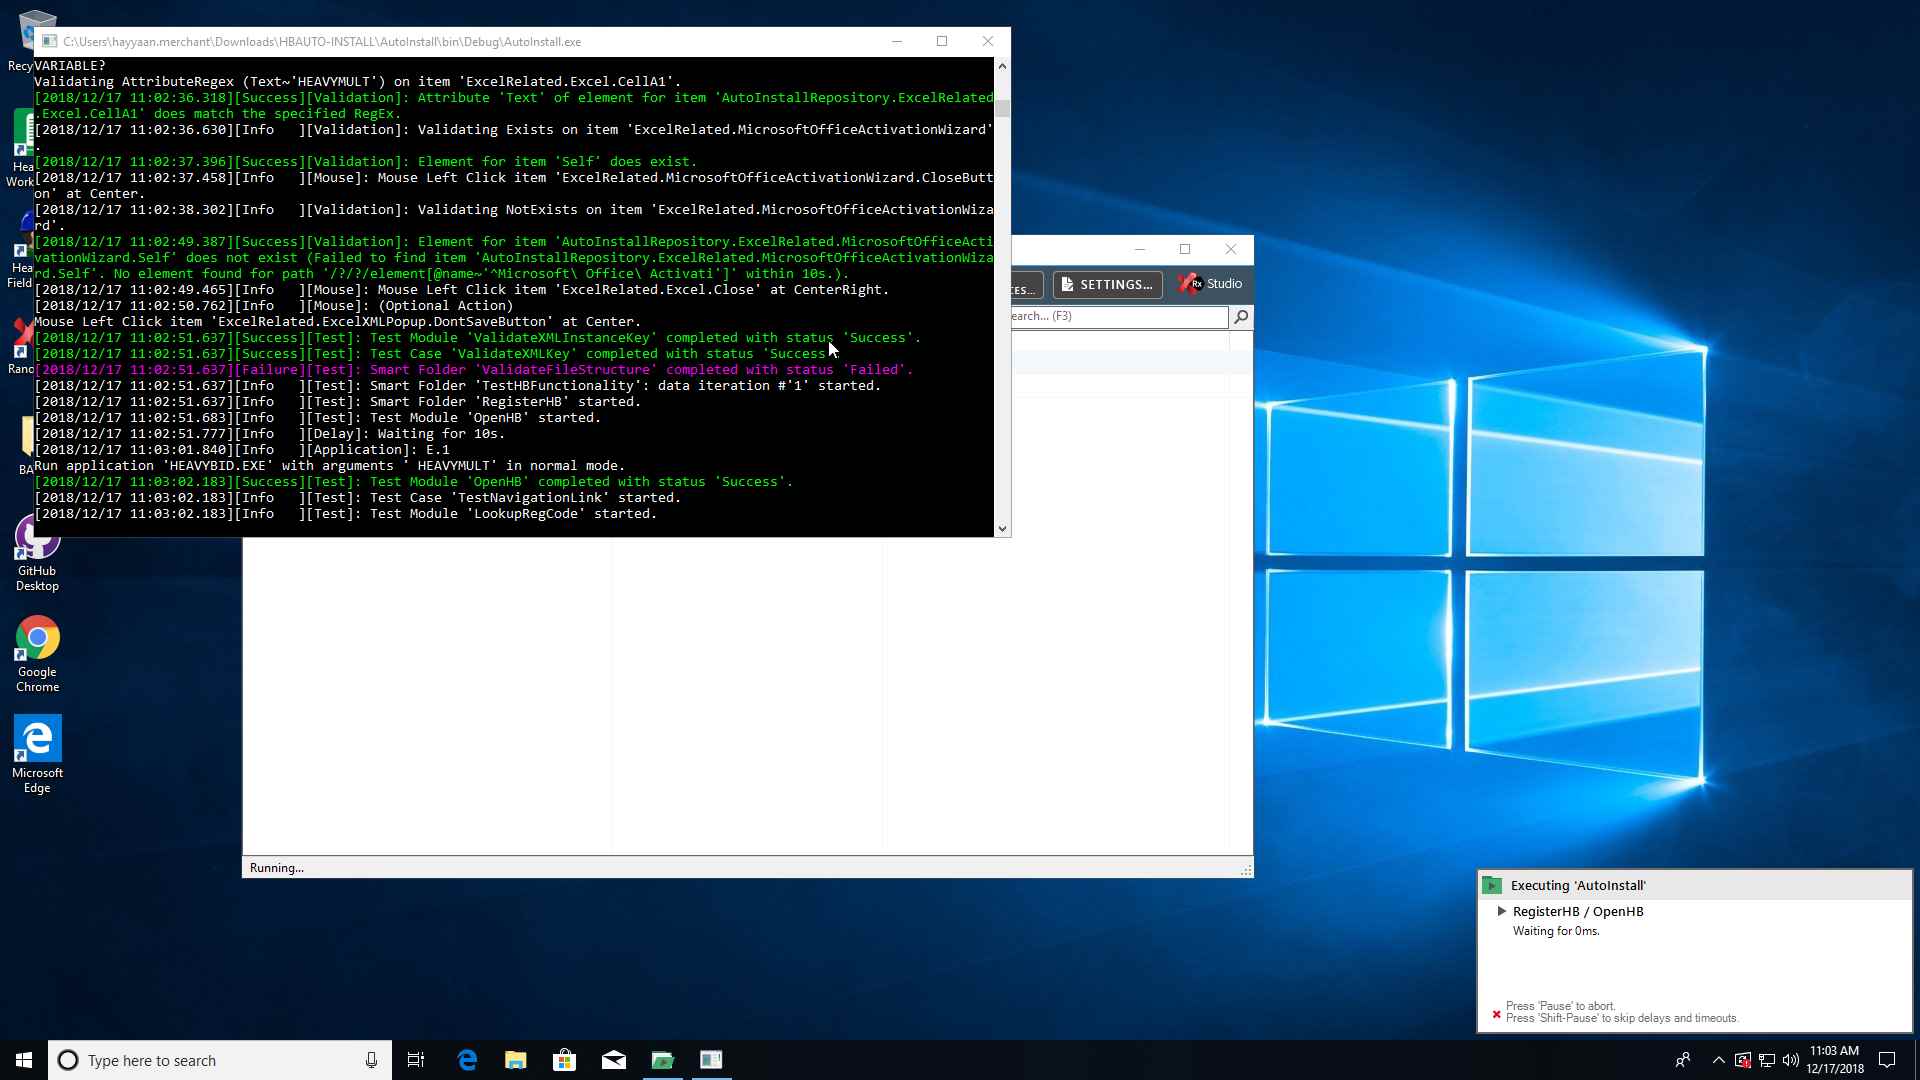 C:\Users\hayyaan.merchant\Downloads\HBAUTO-INSTALL\AutoInstall\bin\Debug\AutoInstall.exe
VARIABLE?
Validating AttributeRegex (Text~'HEAVYMULT') on item 'ExcelRelated.Excel.CellA1'.
[2018/12/17 11:02:36.318][Success][Validation]: Attribute 'Text' of element for item 'AutoInstallRepository.ExcelRelated
.Excel.CellA1' does match the specified RegEx.
[2018/12/17 11:02:36.630][Info   ][Validation]: Validating Exists on item 'ExcelRelated.MicrosoftOfficeActivationWizard'
.
[2018/12/17 11:02:37.396][Success][Validation]: Element for item 'Self' does exist.
[2018/12/17 11:02:37.458][Info   ][Mouse]: Mouse Left Click item 'ExcelRelated.MicrosoftOfficeActivationWizard.CloseButt
on' at Center.
[2018/12/17 11:02:38.302][Info   ][Validation]: Validating NotExists on item 'ExcelRelated.MicrosoftOfficeActivationWiza
rd'.
[2018/12/17 11:02:49.387][Success][Validation]: Element for item 'AutoInstallRepository.ExcelRelated.MicrosoftOfficeActi
vationWizard.Self' does not exist (Failed to find item 'AutoInstallRepository.ExcelRelated.MicrosoftOfficeActivationWiza
rd.Self'. No element found for path '/?/?/element[@name~'^Microsoft\ Office\ Activati']' within 10s.).
[2018/12/17 11:02:49.465][Info   ][Mouse]: Mouse Left Click item 'ExcelRelated.Excel.Close' at CenterRight.
[2018/12/17 11:02:50.762][Info   ][Mouse]: (Optional Action)
Mouse Left Click item 'ExcelRelated.ExcelXMLPopup.DontSaveButton' at Center.
[2018/12/17 11:02:51.637][Success][Test]: Test Module 'ValidateXMLInstanceKey' completed with status 'Success'.
[2018/12/17 11:02:51.637][Success][Test]: Test Case 'ValidateXMLKey' completed with status 'Success'.
[2018/12/17 11:02:51.637][Failure][Test]: Smart Folder 'ValidateFileStructure' completed with status 'Failed'.
[2018/12/17 11:02:51.637][Info   ][Test]: Smart Folder 'TestHBFunctionality': data iteration #'1' started.
[2018/12/17 11:02:51.637][Info   ][Test]: Smart Folder 'RegisterHB' started.
[2018/12/17 11:02:51.683][Info   ][Test]: Test Module 'OpenHB' started.
[2018/12/17 11:02:51.777][Info   ][Delay]: Waiting for 10s.
[2018/12/17 11:03:01.840][Info   ][Application]: E.1
Run application 'HEAVYBID.EXE' with arguments ' HEAVYMULT' in normal mode.
[2018/12/17 11:03:02.183][Success][Test]: Test Module 'OpenHB' completed with status 'Success'.
[2018/12/17 11:03:02.183][Info   ][Test]: Test Case 'TestNavigationLink' started.
[2018/12/17 11:03:02.183][Info   ][Test]: Test Module 'LookupRegCode' started.
CES...
SETTINGS...
Rx
Studio
earch... (F3)
Running...
Recy
Hea
Work
Hea
Field
Rano
BA
GitHub
Desktop
Google
Chrome
Microsoft
Edge
Executing 'AutoInstall'
RegisterHB / OpenHB
Waiting for 0ms.
Press 'Pause' to abort.
Press 'Shift-Pause' to skip delays and timeouts.
Type here to search
11:03 AM
12/17/2018